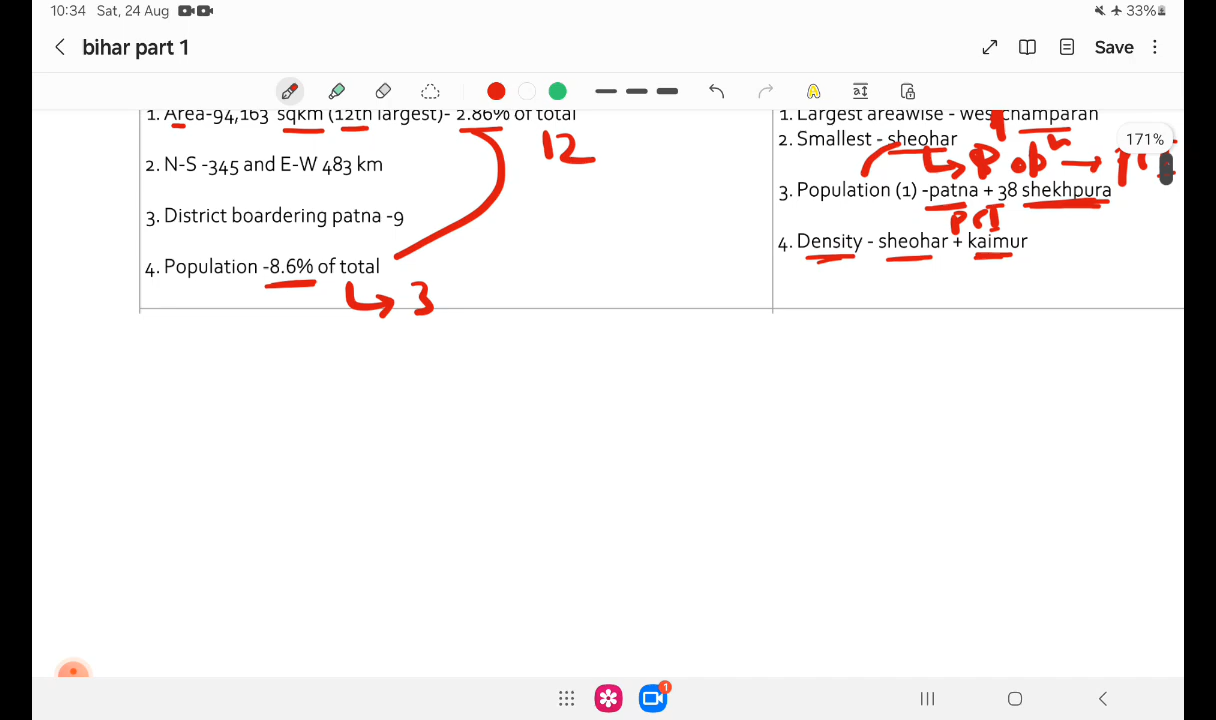 10:34 Sat, 24 Aug
33%
bihar part 1
Save
1. Area-94,163 sqkm (12th largest)- 2.86% of total
12
2. N-S -345 and E-W 483 km
3. District boardering patna -9
4. Population -8.6% of total
3
1. Largest areawise - west champaran
171%
2. Smallest - sheohar
Pop
3. Population (1) -patna + 38 shekhpura
4. Density - sheohar + kaimur
1